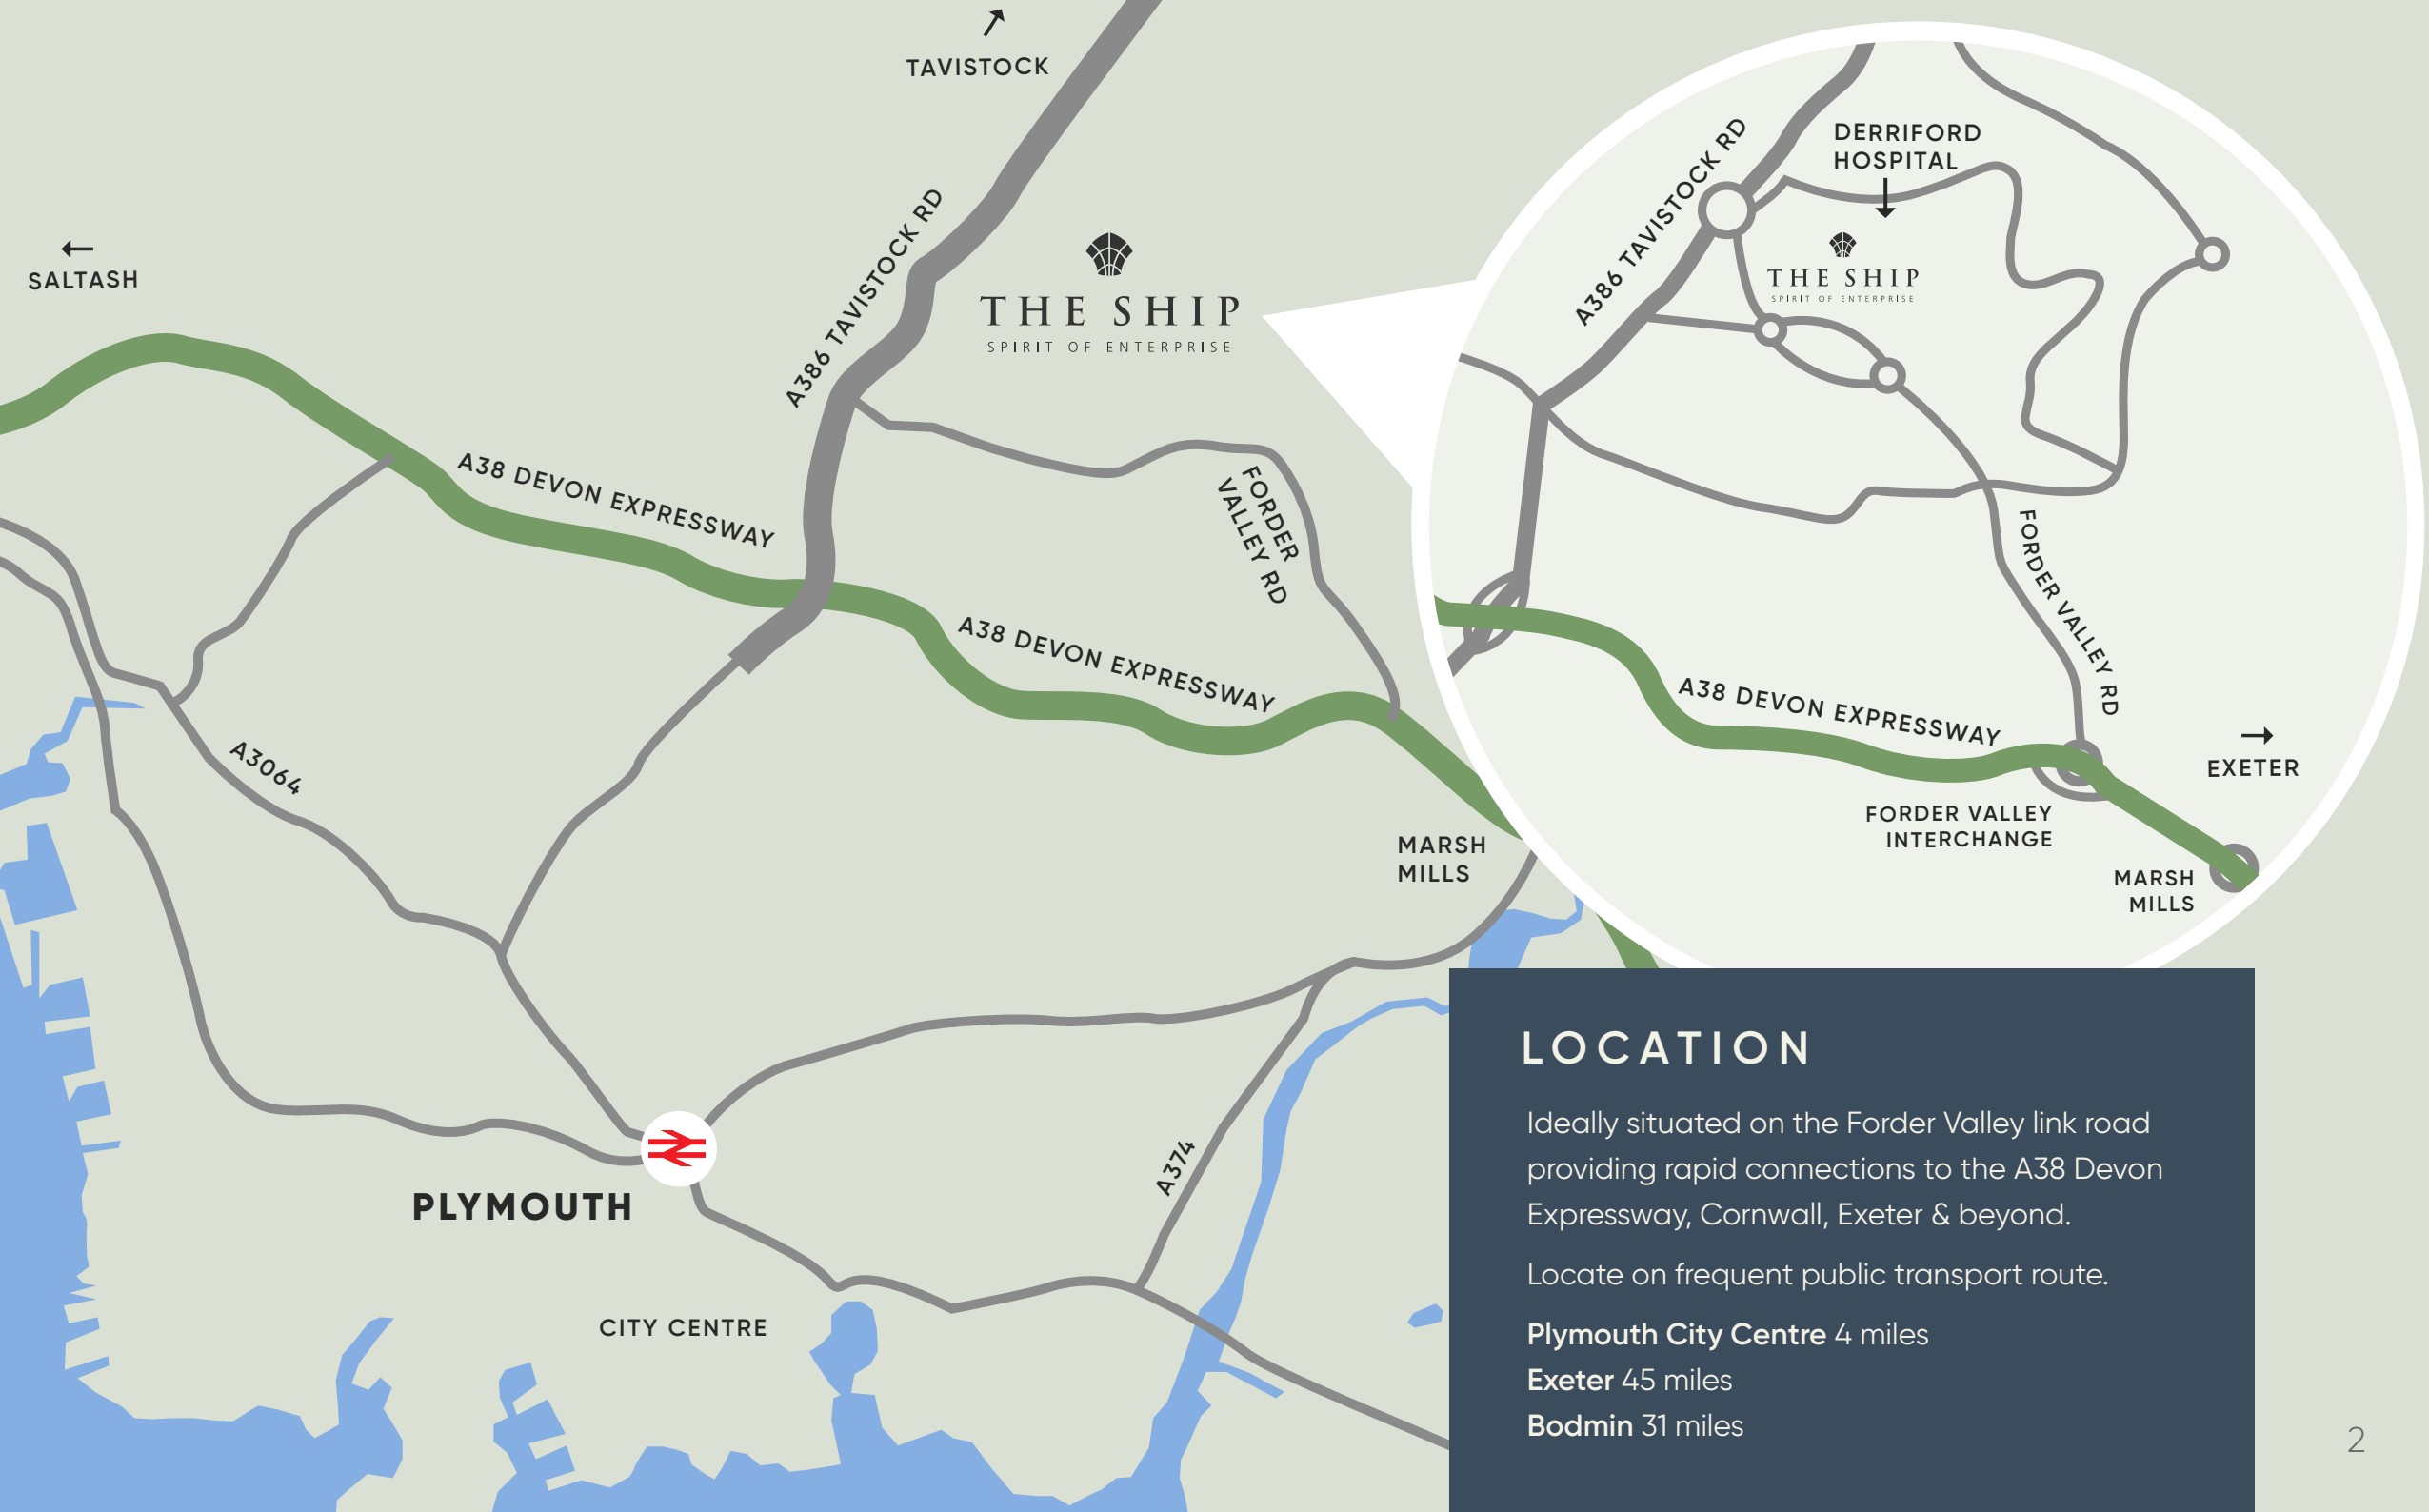 TAVISTOCK
SALTASH
A386 TAVISTOCK RD
THE SHIP
SPIRIT OF ENTERPRISE
A38 DEVON EXPRESSWAY
FORDER
VALLEY RD
A38 DEVON EXPRESSWAY
A3064
MARSH
MILLS
PLYMOUTH
A374
CITY CENTRE
A386 TAVISTOCK RD
DERRIFORD
HOSPITAL
THE SHIP
SPIRIT OF ENTERPRISE
FORDER VALLEY RD
A38 DEVON EXPRESSWAY
EXETER
FORDER VALLEY
INTERCHANGE
MARSH
MILLS
LOCATION
Ideally situated on the Forder Valley link road
providing rapid connections to the A38 Devon
Expressway, Cornwall, Exeter & beyond.
Locate on frequent public transport route.
Plymouth City Centre 4 miles
Exeter 45 miles
Bodmin 31 miles
2